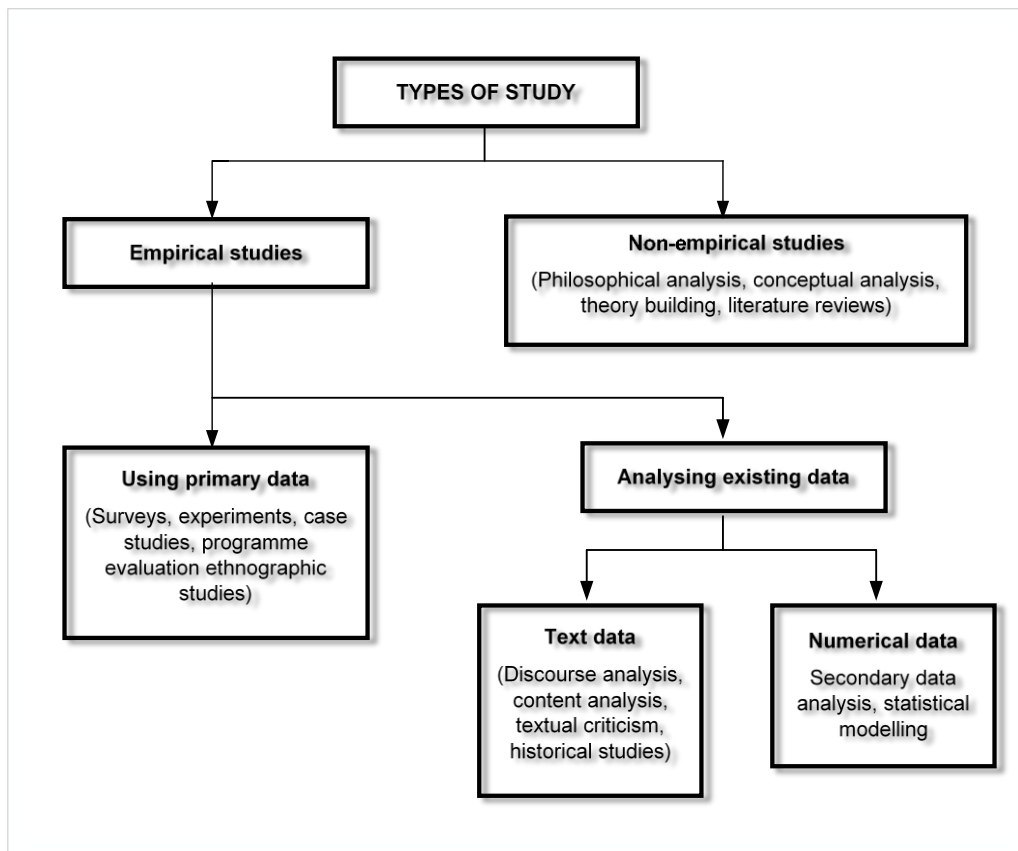 TYPES OF STUDY
Empirical studies
Non-empirical studies
(Philosophical analysis, conceptual analysis,
theory building, literature reviews)
Using primary data
(Surveys, experiments, case
studies, programme
evaluation ethnographic
studies)
Analysing existing data
Text data
(Discourse analysis,
content analysis,
textual criticism,
historical studies)
Numerical data
Secondary data
analysis, statistical
modelling